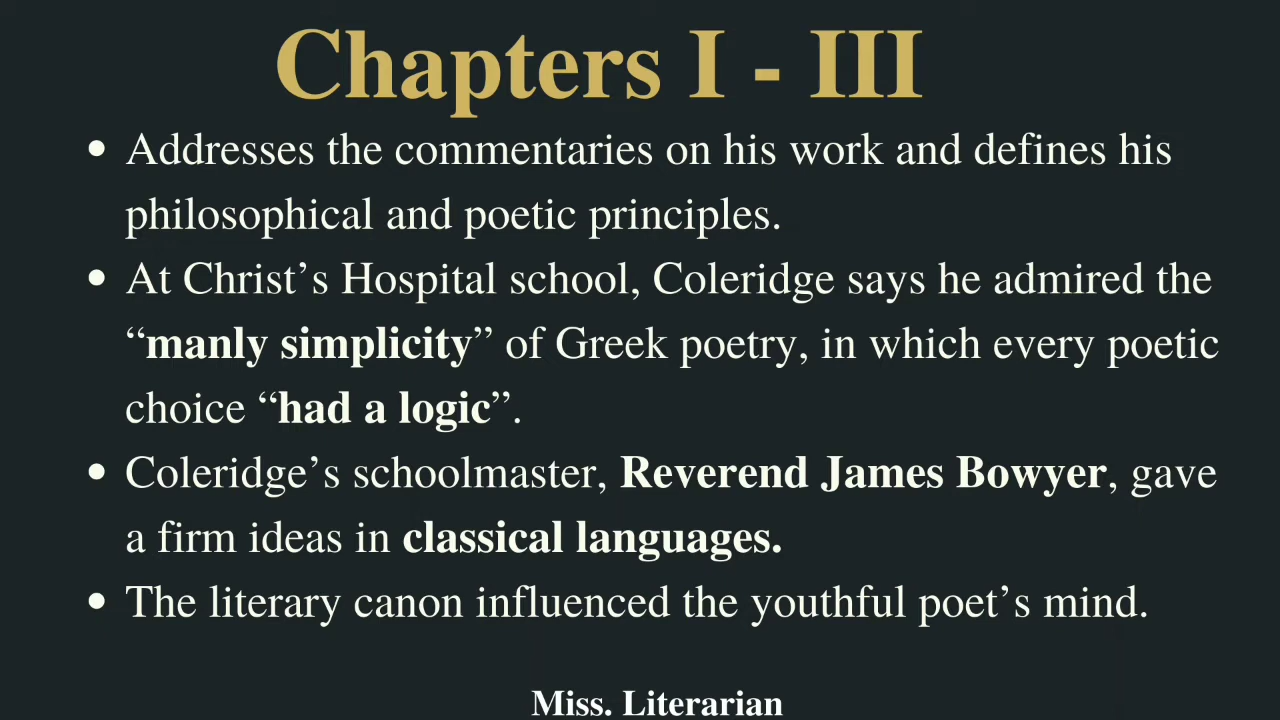 Chapters I - III
• Addresses the commentaries on his work and defines his
philosophical and poetic principles.
• At Christ’s Hospital school, Coleridge says he admired the
“manly simplicity” of Greek poetry, in which every poetic
choice “had a logic”.
• Coleridge’s schoolmaster, Reverend James Bowyer, gave
a firm ideas in classical languages.
• The literary canon influenced the youthful poet’s mind.
Miss. Literarian